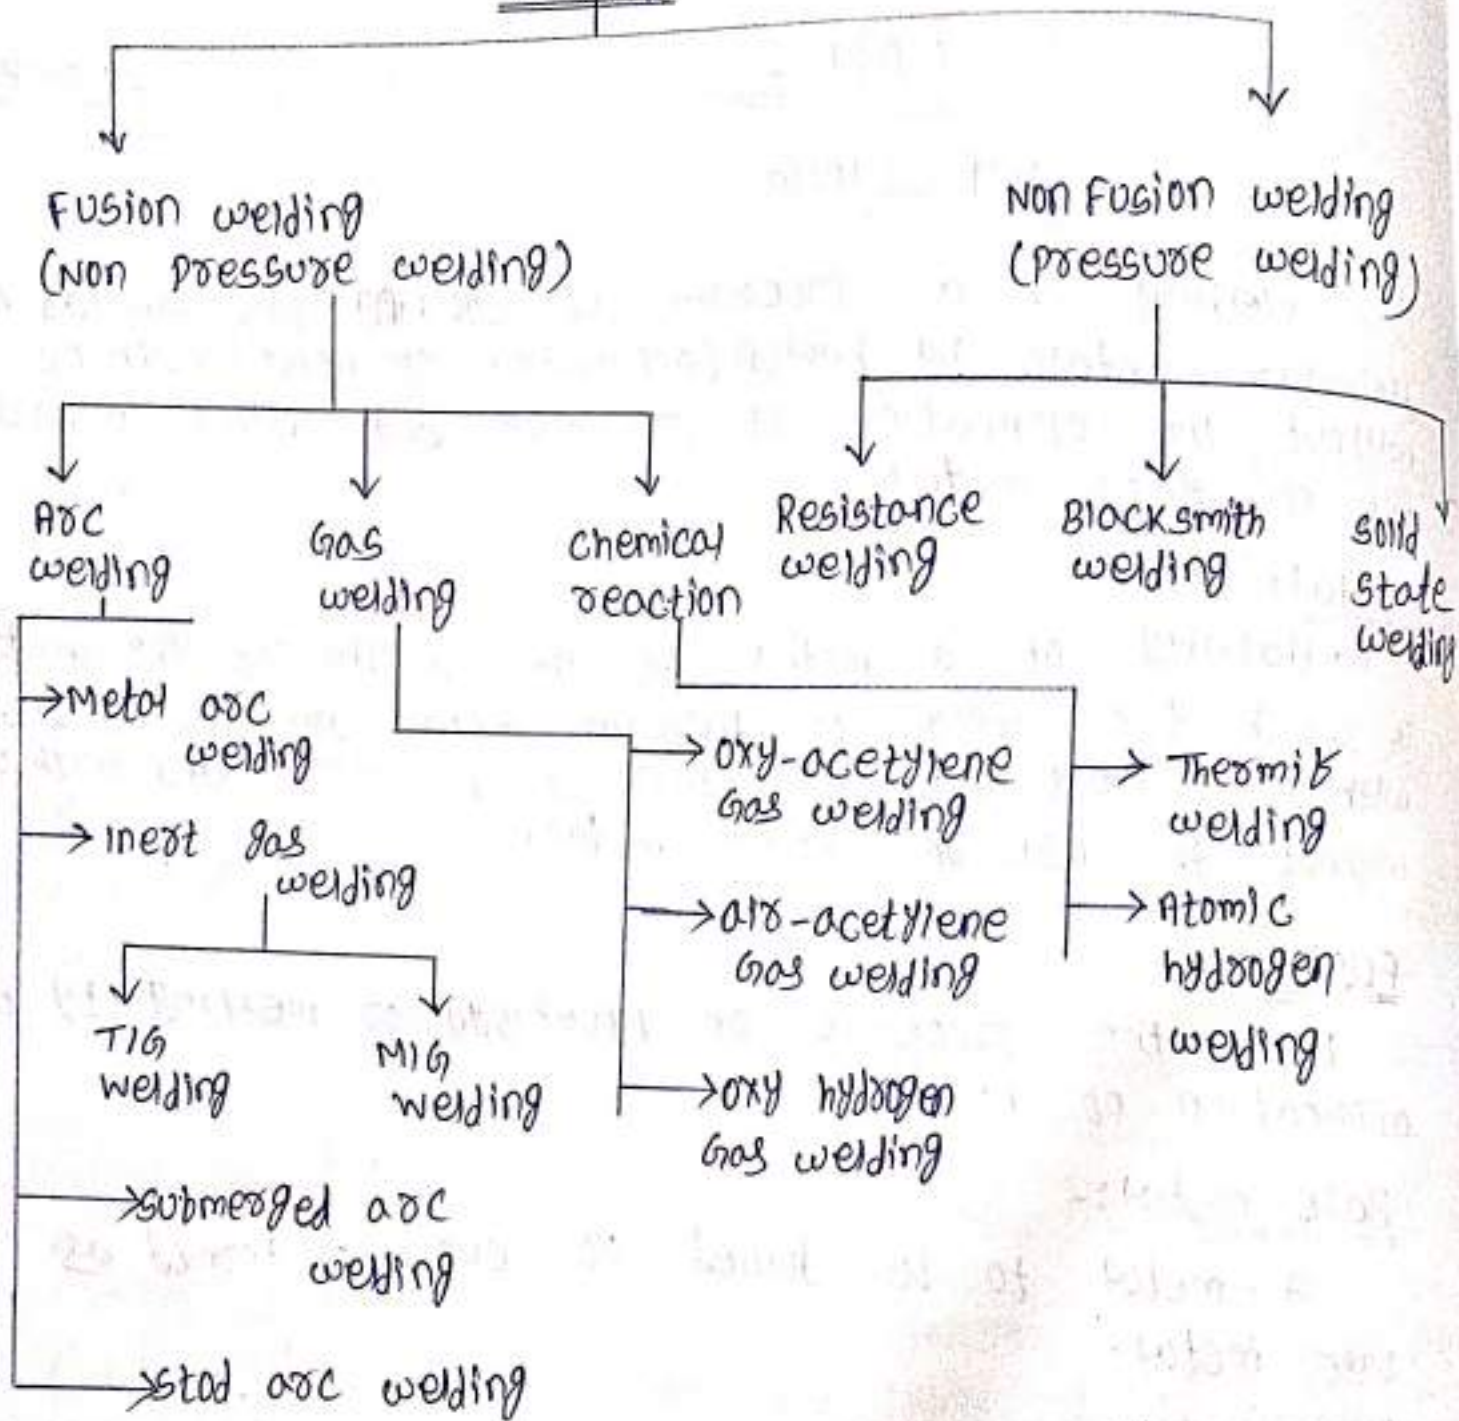 Fusion welding
(Non pressure welding)
Non Fusion welding
(pressure welding)
Arc
welding
Gas
welding
chemical
reaction
Resistance
welding
Blacksmith
welding
Solid
state
welding
Metal arc
welding
inert gas
welding
TIG
welding
MIG
welding
submerged arc
welding
stod arc welding
oxy-acetylene
Gas welding
air-acetylene
Gas welding
oxy hydrogen
Gas welding
Thermit
welding
Atomic
hydrogen
welding